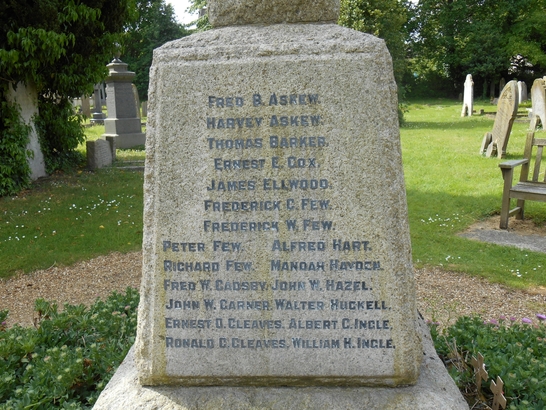 FRED B. ASKEW.
HARVEY ASKEW.
THOMAS BARKER.
ERNEST E. COX.
JAMES ELLWOOD.
FREDERICK C. FEW.
FREDERICK W. FEW.
PETER FEW. ALFRED HART.
RICHARD FEW. MANOAH HAYDEN.
FRED W. GADSBY. JOHN W. HAZEL.
JOHN W. GARNER. WALTER HUCKELL.
ERNEST D. CLEAVES. ALBERT C. INGLE.
RONALD C. CLEAVES. WILLIAM H. INGLE.